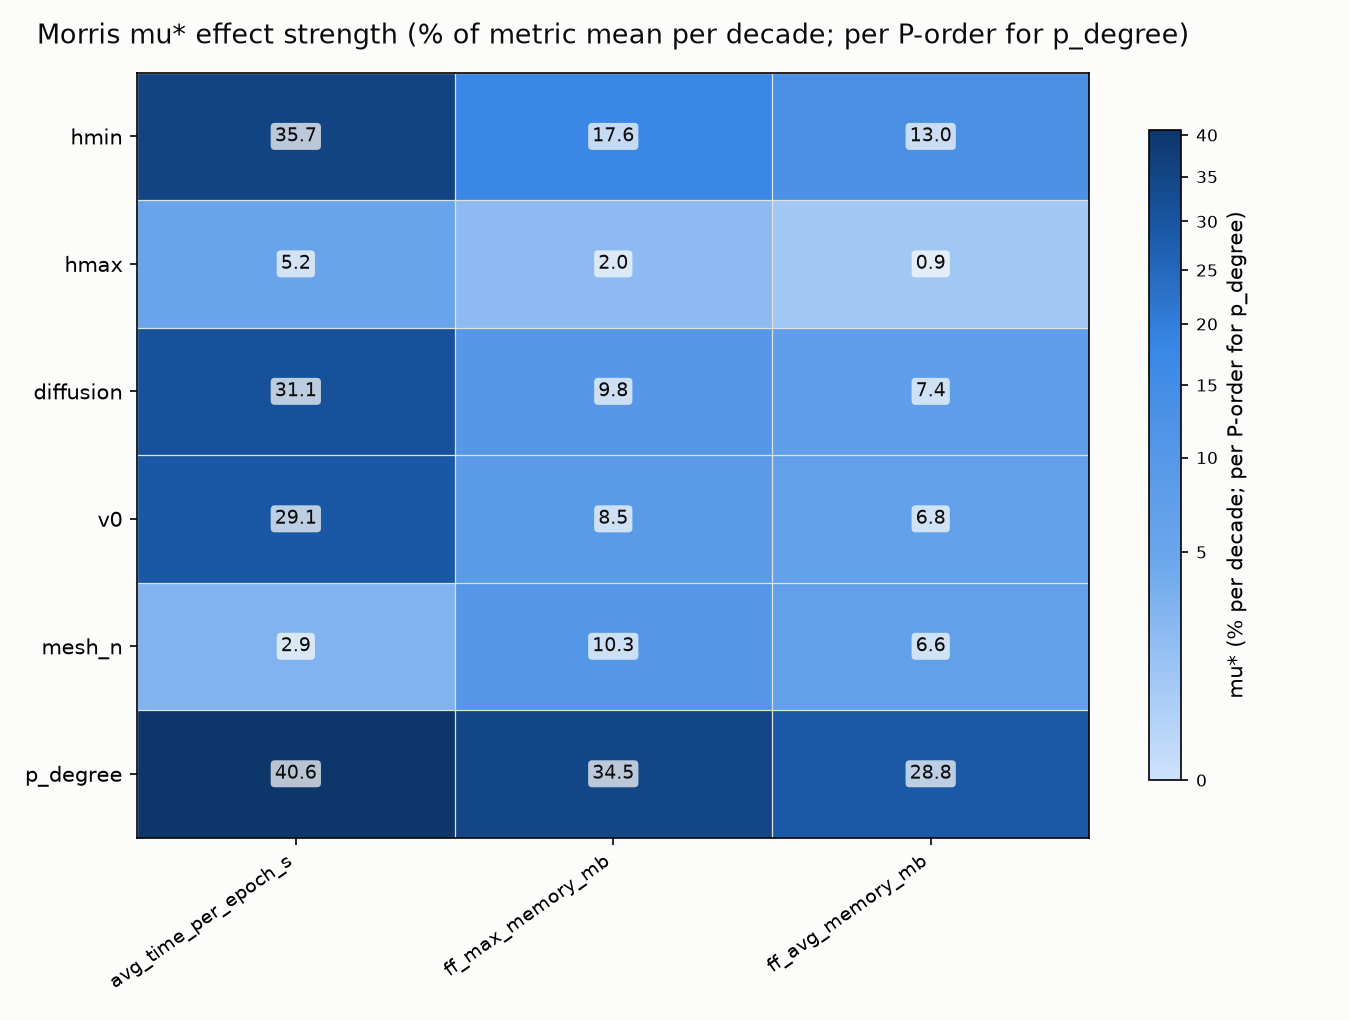 Morris mu* effect strength (% of metric mean per decade; per P-order for p_degree)
hmin 35.7 17.6 13.0
hmax 5.2 2.0 0.9
diffusion 31.1 9.8 7.4
v0 29.1 8.5 6.8
mesh_n 2.9 10.3 6.6
p_degree 40.6 34.5 28.8
avg_time_per_epoch_s
ff_max_memory_mb
ff_avg_memory_mb
40
35
30
25
20
15
10
5
0
mu* (% per decade; per P-order for p_degree)